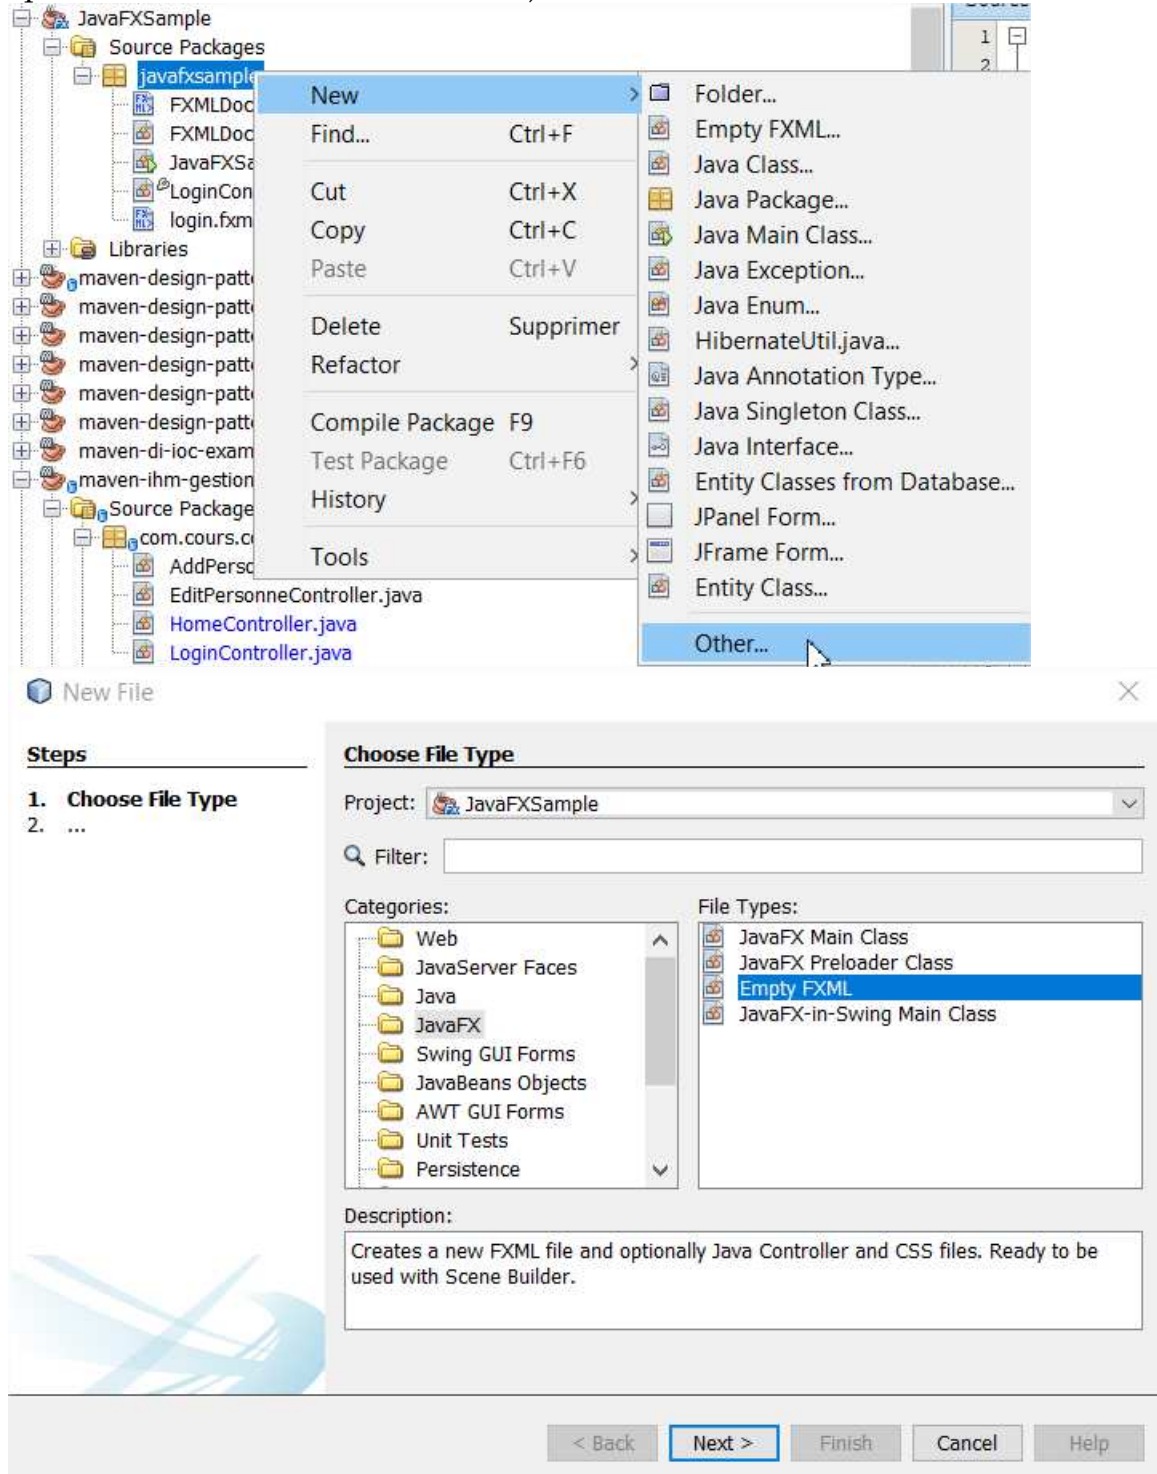 JavaFXSample
Source Packages
javafxsample
FXMLDoc
FXMLDoc
JavaFXSa
LoginCon
login.fxm
Libraries
maven-design-patt
maven-design-patt
maven-design-patt
maven-design-patt
maven-design-patt
maven-design-patt
maven-di-ioc-exam
maven-ihm-gestion
Source Package
com.cours.c
AddPerso
EditPersonneController.java
HomeController.java
LoginController.java
New
Find... Ctrl+F
Cut Ctrl+X
Copy Ctrl+C
Paste Ctrl+V
Delete Supprimer
Refactor
Compile Package F9
Test Package Ctrl+F6
History
Tools
1
2
Folder...
Empty FXML...
Java Class...
Java Package...
Java Main Class...
Java Exception...
Java Enum...
HibernateUtil.java...
Java Annotation Type...
Java Singleton Class...
Java Interface...
Entity Classes from Database...
JPanel Form...
JFrame Form...
Entity Class...
Other...
New File
Steps
1. Choose File Type
2. ...
Choose File Type
Project: JavaFXSample
Filter:
Categories:
Web
JavaServer Faces
Java
JavaFX
Swing GUI Forms
JavaBeans Objects
AWT GUI Forms
Unit Tests
Persistence
File Types:
JavaFX Main Class
JavaFX Preloader Class
Empty FXML
JavaFX-in-Swing Main Class
Description:
Creates a new FXML file and optionally Java Controller and CSS files. Ready to be
used with Scene Builder.
< Back Next > Finish Cancel Help